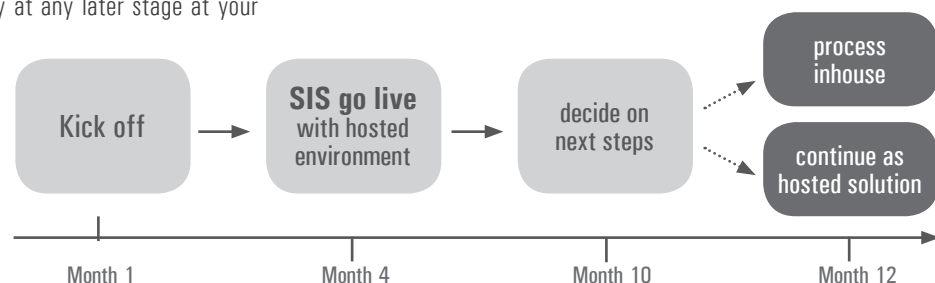 at any later stage at your
Kick off
SIS go live
with hosted
environment
decide on
next steps
process
inhouse
continue as
hosted solution
Month 1
Month 4
Month 10
Month 12